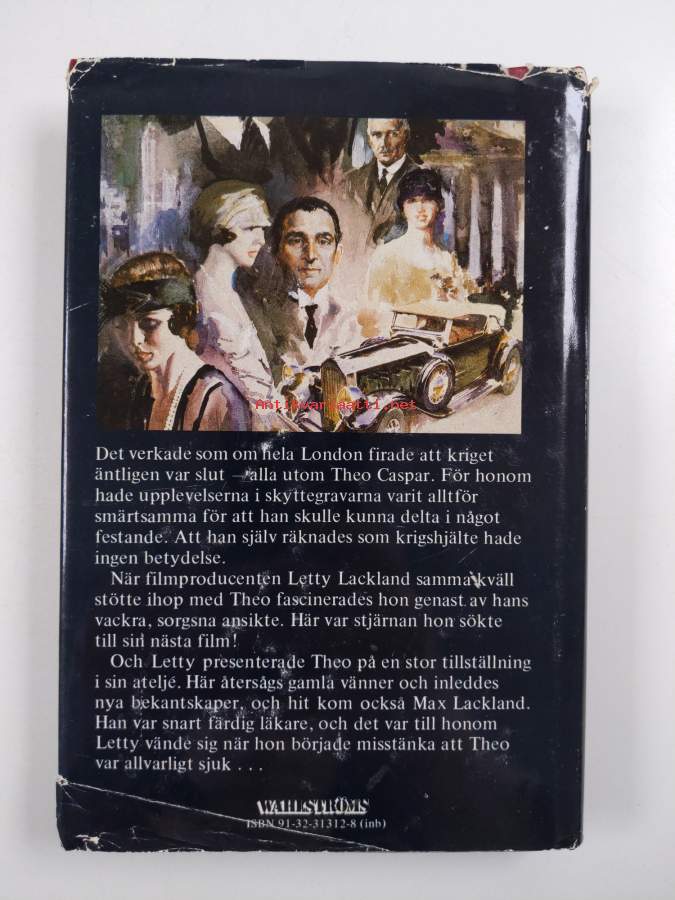 Antikvariaatti.net
Det verkade som om hela London firade att kriget
äntligen var slut – alla utom Theo Caspar. För honom
hade upplevelserna i skyttegravarna varit alltför
smärtsamma för att han skulle kunna delta i något
festande. Att han själv räknades som krigshjälte hade
ingen betydelse.
När filmproducenten Letty Lackland samma kväll
stötte ihop med Theo fascinerades hon genast av hans
vackra, sorgsna ansikte. Här var stjärnan hon sökte
till sin nästa film!
Och Letty presenterade Theo på en stor tillställning
i sin ateljé. Här återsågs gamla vänner och inleddes
nya bekantskaper, och hit kom också Max Lackland.
Han var snart färdig läkare, och det var till honom
Letty vände sig när hon började misstänka att Theo
var allvarligt sjuk . . .
WAHLSTRÖMS
ISBN 91-32-31312-8 (inb)